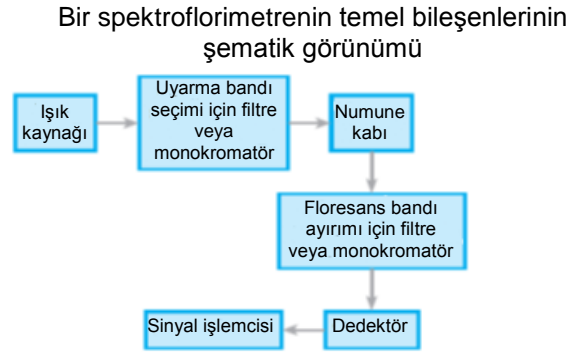 Bir spektroflorimetrenin temel bileşenlerinin
şematik görünümü
Işık
kaynağı
Uyarma bandı
seçimi için filtre
veya
monokromatör
Numune
kabı
Floresans bandı
ayırımı için filtre
veya monokromatör
Sinyal işlemcisi
Dedektör